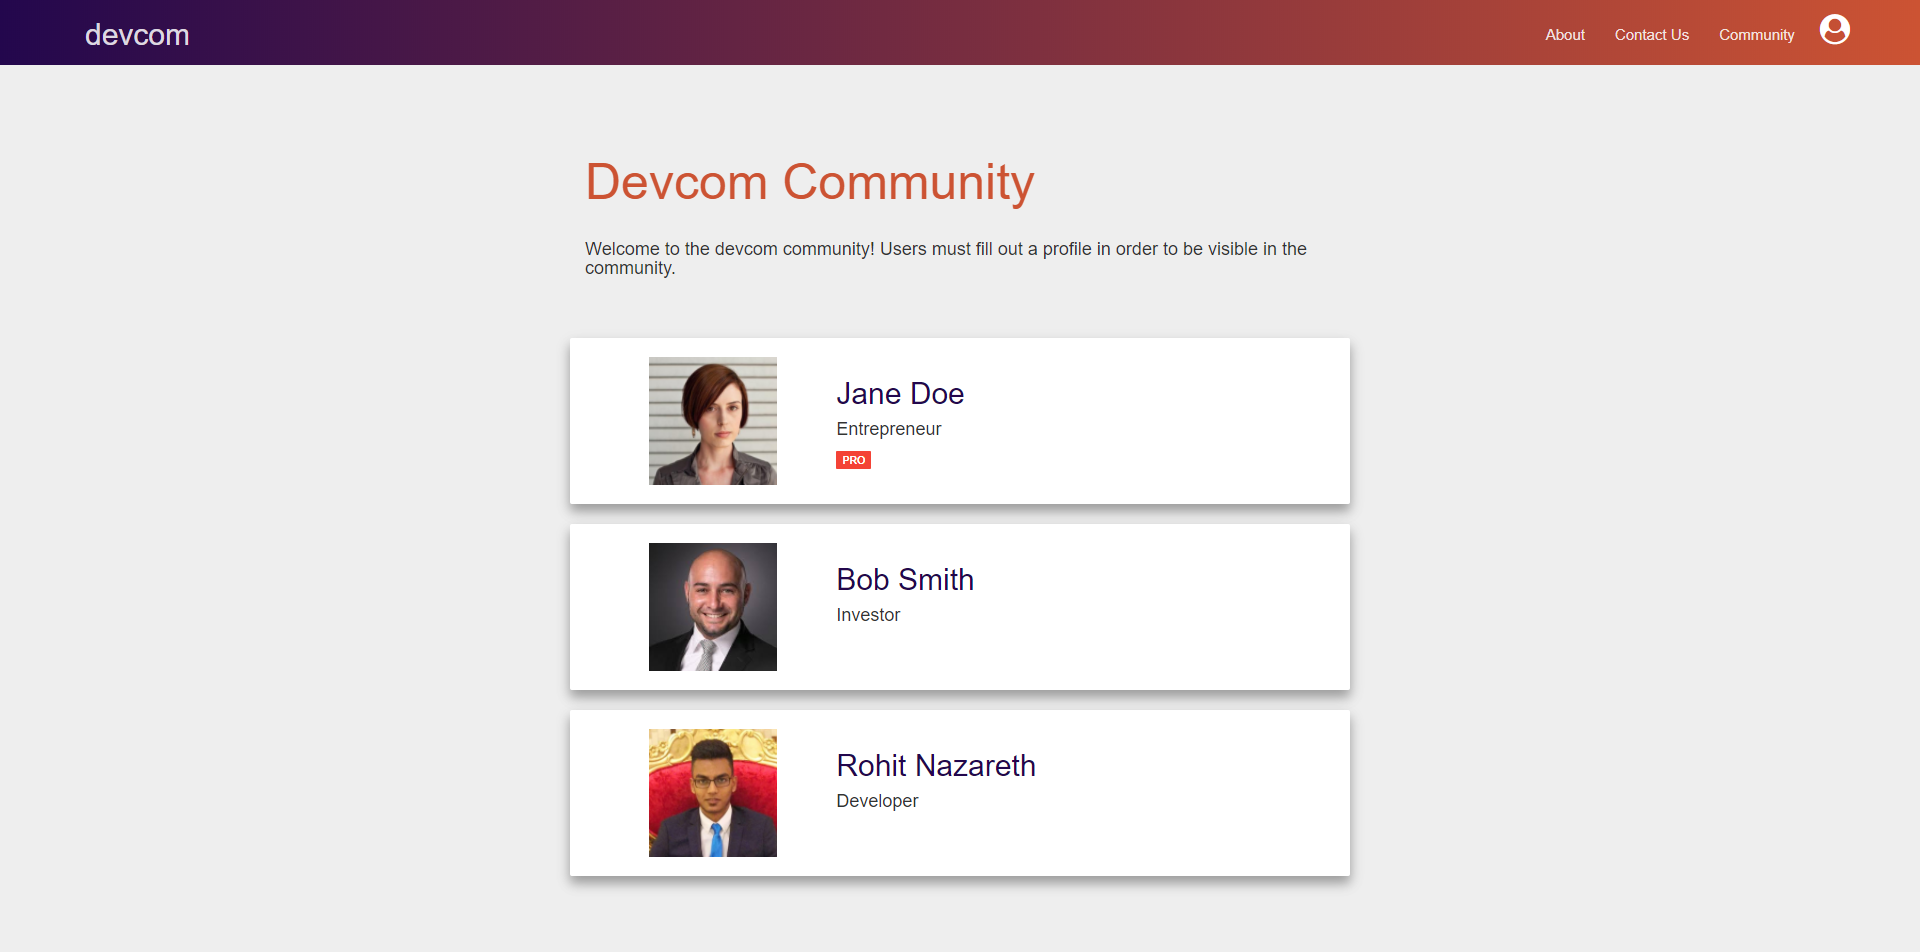 devcom
About Contact Us Community
Devcom Community
Welcome to the devcom community! Users must fill out a profile in order to be visible in the
community.
Jane Doe
Entrepreneur
PRO
Bob Smith
Investor
Rohit Nazareth
Developer